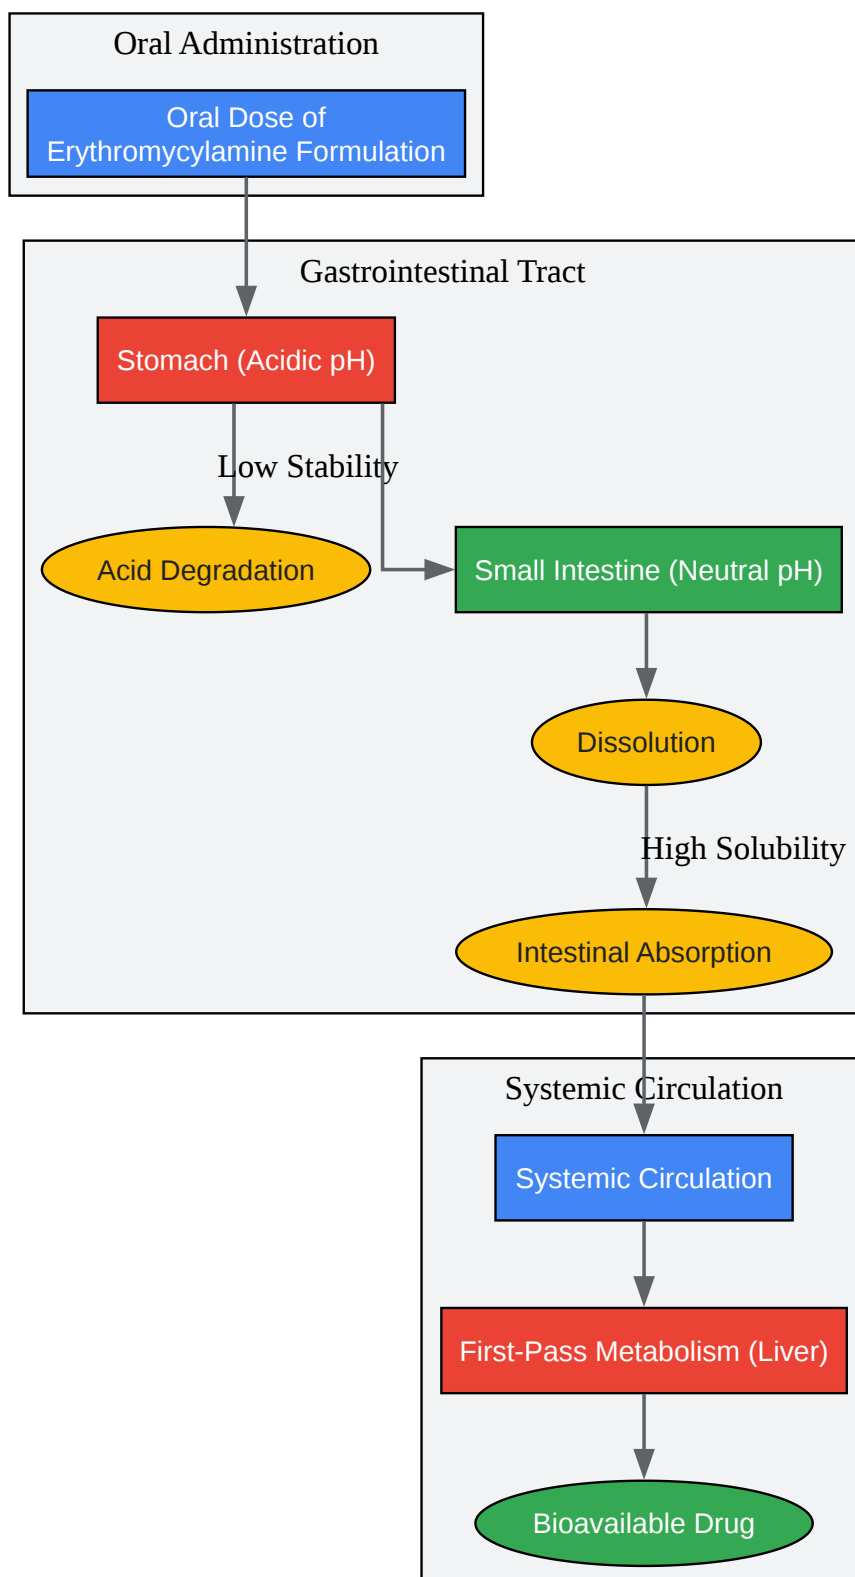 Oral Administration
Oral Dose of
Erythromycylamine Formulation
Gastrointestinal Tract
Stomach (Acidic pH)
Low Stability
Acid Degradation
Small Intestine (Neutral pH)
Dissolution
High Solubility
Intestinal Absorption
Systemic Circulation
Systemic Circulation
First-Pass Metabolism (Liver)
Bioavailable Drug